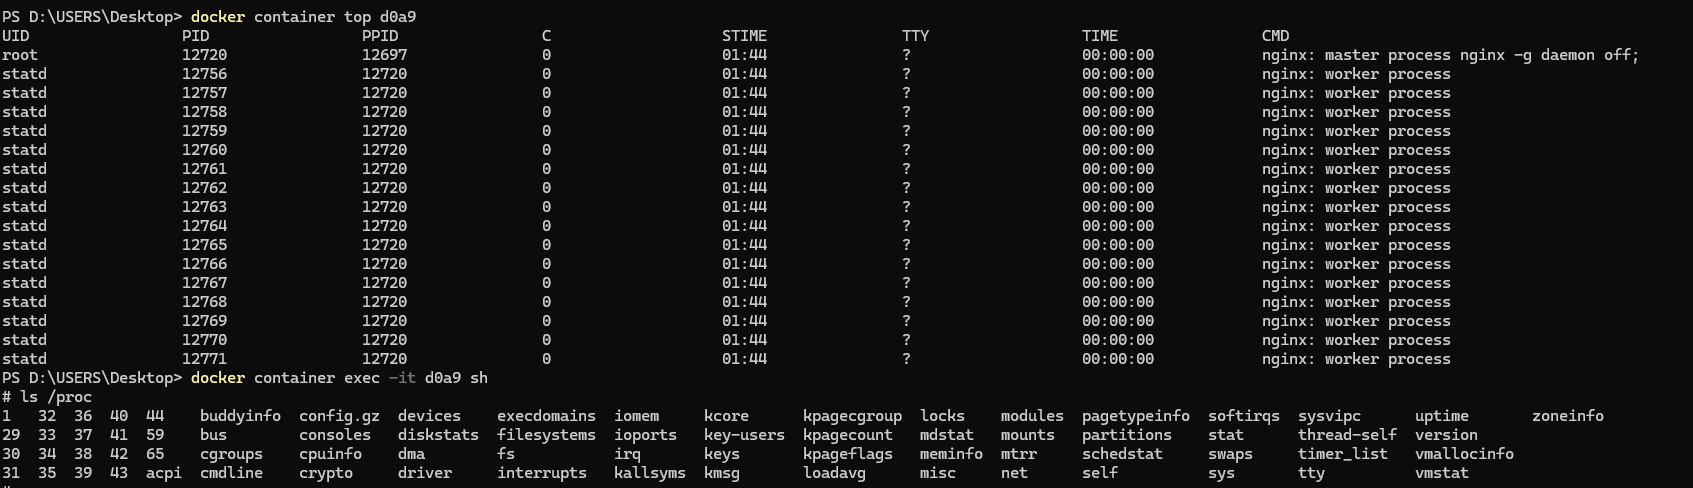 PS D:\USERS\Desktop> docker container top d0a9
UID PID PPID C STIME TTY TIME CMD
root 12720 12697 0 01:44 ? 00:00:00 nginx: master process nginx -g daemon off;
statd 12756 12720 0 01:44 ? 00:00:00 nginx: worker process
statd 12757 12720 0 01:44 ? 00:00:00 nginx: worker process
statd 12758 12720 0 01:44 ? 00:00:00 nginx: worker process
statd 12759 12720 0 01:44 ? 00:00:00 nginx: worker process
statd 12760 12720 0 01:44 ? 00:00:00 nginx: worker process
statd 12761 12720 0 01:44 ? 00:00:00 nginx: worker process
statd 12762 12720 0 01:44 ? 00:00:00 nginx: worker process
statd 12763 12720 0 01:44 ? 00:00:00 nginx: worker process
statd 12764 12720 0 01:44 ? 00:00:00 nginx: worker process
statd 12765 12720 0 01:44 ? 00:00:00 nginx: worker process
statd 12766 12720 0 01:44 ? 00:00:00 nginx: worker process
statd 12767 12720 0 01:44 ? 00:00:00 nginx: worker process
statd 12768 12720 0 01:44 ? 00:00:00 nginx: worker process
statd 12769 12720 0 01:44 ? 00:00:00 nginx: worker process
statd 12770 12720 0 01:44 ? 00:00:00 nginx: worker process
statd 12771 12720 0 01:44 ? 00:00:00 nginx: worker process
PS D:\USERS\Desktop> docker container exec -it d0a9 sh
# ls /proc
1 32 36 40 44 buddyinfo config.gz devices execdomains iomem kcore kpagecgroup locks modules pagetypeinfo softirqs sysvipc uptime zoneinfo
29 33 37 41 59 bus consoles diskstats filesystems ioports key-users kpagecount mdstat mounts partitions stat thread-self version
30 34 38 42 65 cgroups cpuinfo dma fs irq keys kpageflags meminfo mtrr schedstat swaps timer_list vmallocinfo
31 35 39 43 acpi cmdline crypto driver interrupts kallsyms kmsg loadavg misc net self sys tty vmstat
#